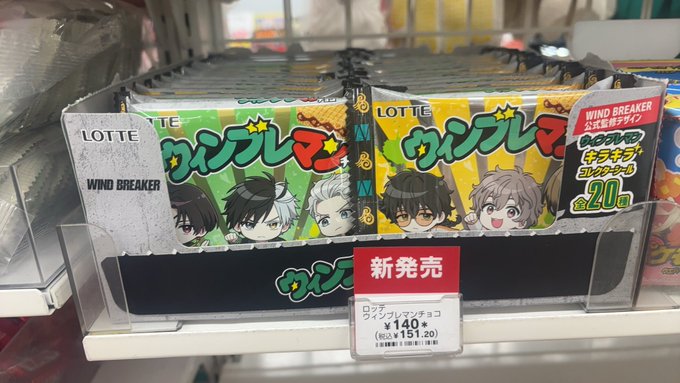 LOTTE
WIND BREAKER
LOTTE
ウィンブレマン
チョコ
LOTTE
ウィンブレマ
WIND BREAKER
公式監修デザイン
ウィンブレマン
キラキラ
コレクターシール
全20種
ウィンブレマ
新発売
ロッテ
ウィンブレマンチョコ
¥140*
(税込¥151.20)